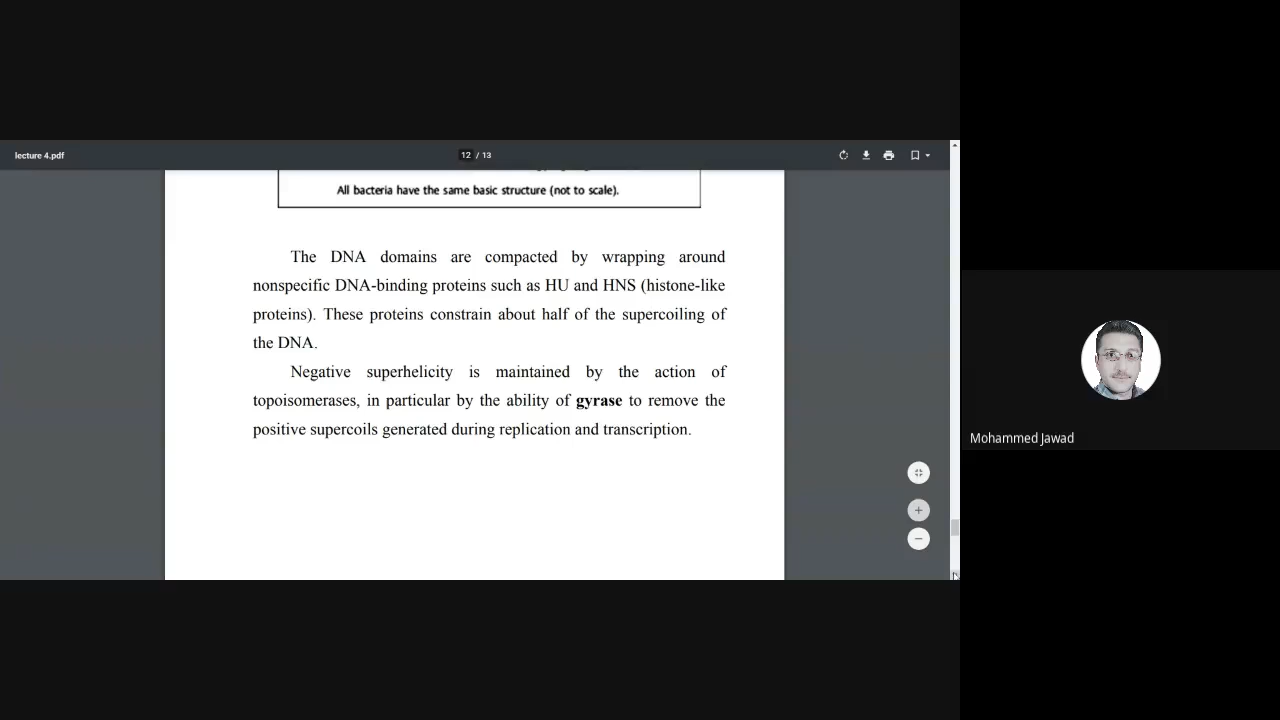 lecture 4.pdf
12 / 13
All bacteria have the same basic structure (not to scale).
The DNA domains are compacted by wrapping around
nonspecific DNA-binding proteins such as HU and HNS (histone-like
proteins). These proteins constrain about half of the supercoiling of
the DNA.
Negative superhelicity is maintained by the action of
topoisomerases, in particular by the ability of gyrase to remove the
positive supercoils generated during replication and transcription.
Mohammed Jawad